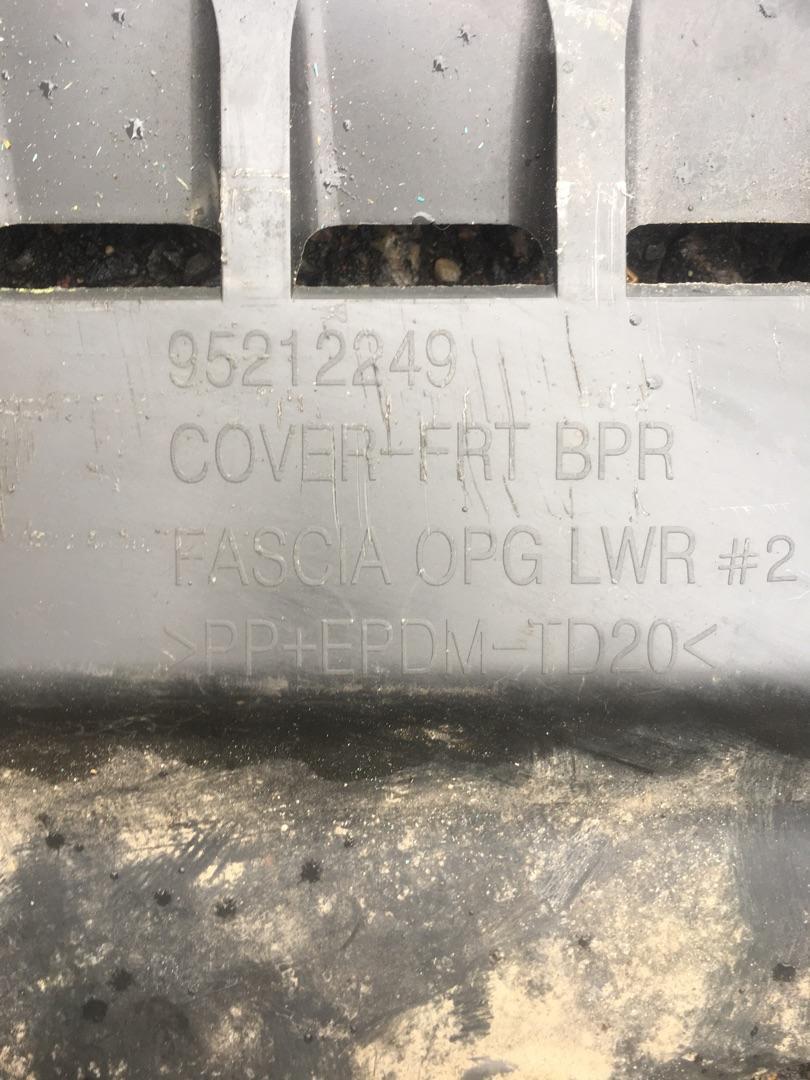 95212249
COVER-FRT BPR
FASCIA OPG LWR #2
>PP+EPDM-TD20<